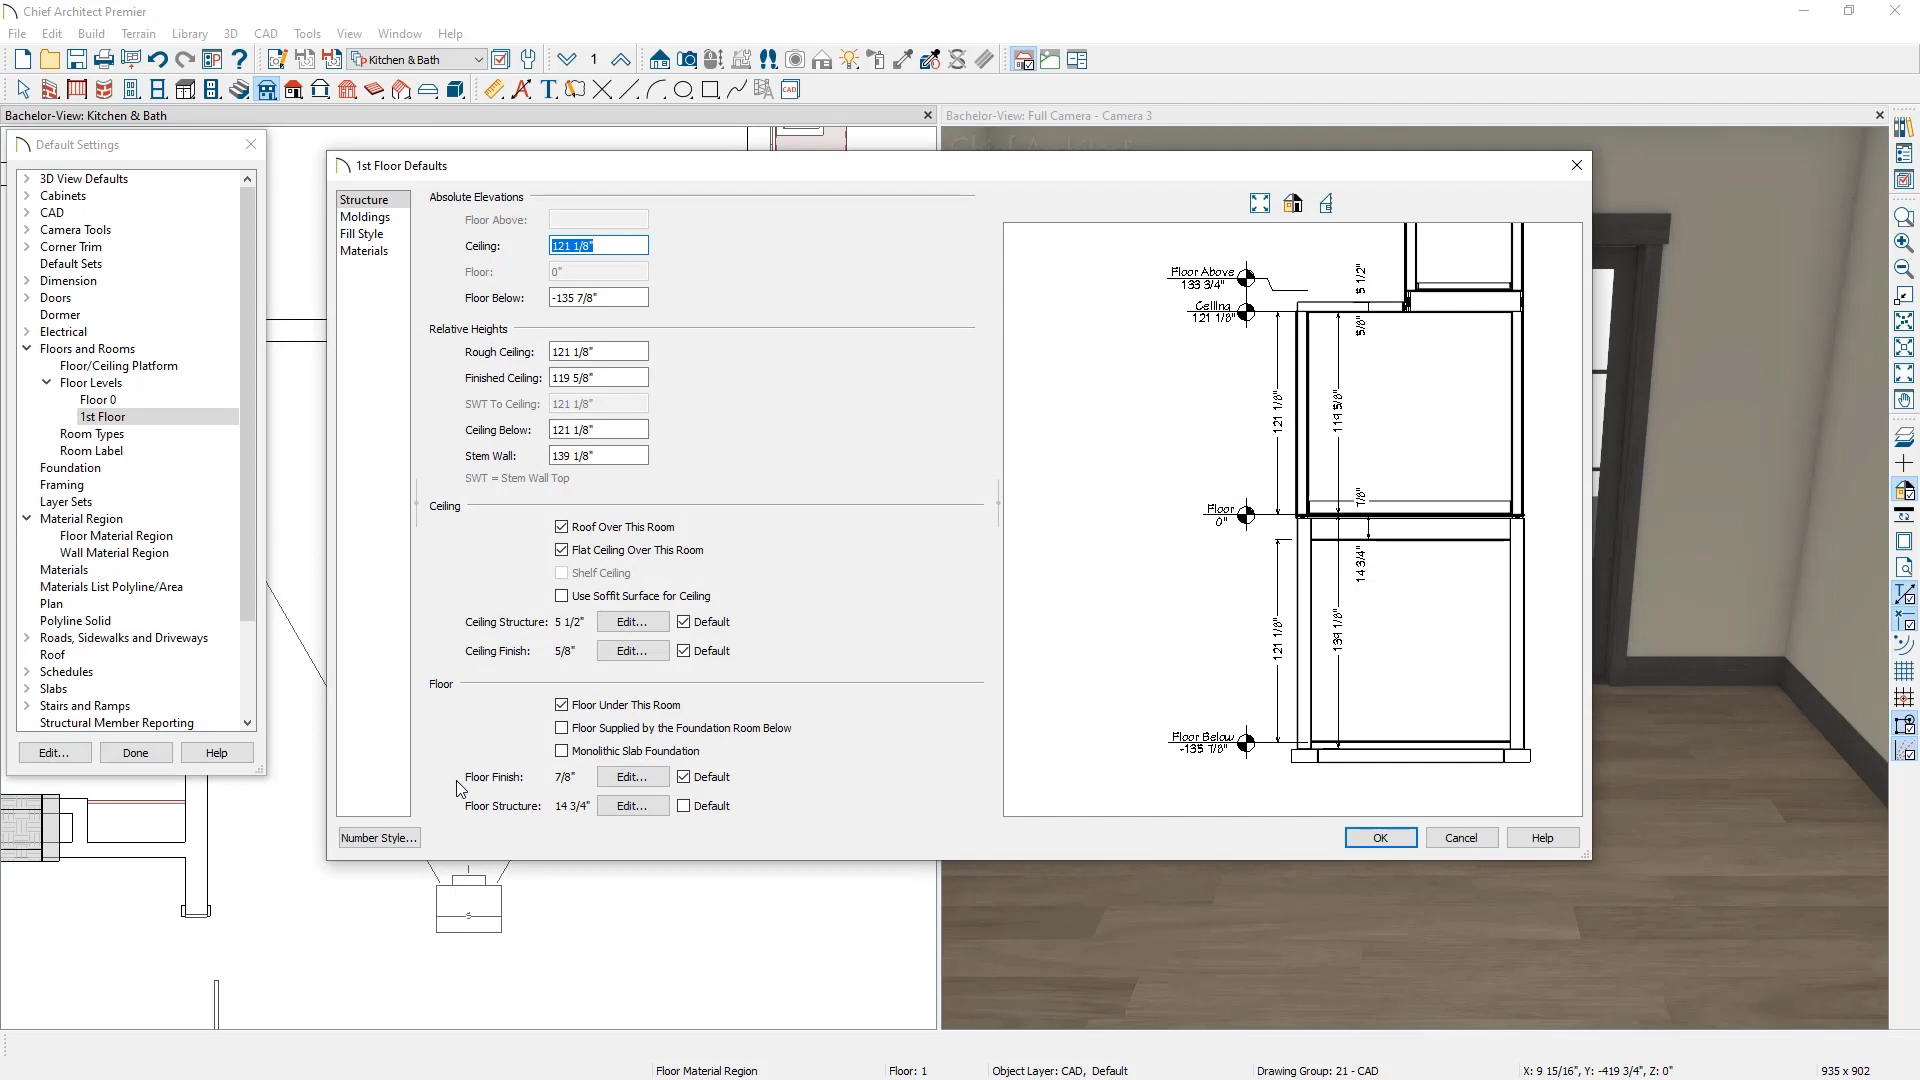 Chief Architect Premier
File Edit Build Terrain Library 3D CAD Tools View Window Help
Kitchen & Bath
1
CAD
Bachelor-View: Kitchen & Bath
Bachelor-View: Full Camera - Camera 3
Default Settings
3D View Defaults
Cabinets
CAD
Camera Tools
Corner Trim
Default Sets
Dimension
Doors
Dormer
Electrical
Floors and Rooms
Floor/Ceiling Platform
Floor Levels
Floor 0
1st Floor
Room Types
Room Label
Foundation
Framing
Layer Sets
Material Region
Floor Material Region
Wall Material Region
Materials
Materials List Polyline/Area
Plan
Polyline Solid
Roads, Sidewalks and Driveways
Roof
Schedules
Slabs
Stairs and Ramps
Structural Member Reporting
Edit... Done Help
1st Floor Defaults
Structure
Moldings
Fill Style
Materials
Absolute Elevations
Floor Above:
Ceiling: 121 1/8"
Floor: 0"
Floor Below: -135 7/8"
Relative Heights
Rough Ceiling: 121 1/8"
Finished Ceiling: 119 5/8"
SWT To Ceiling: 121 1/8"
Ceiling Below: 121 1/8"
Stem Wall: 139 1/8"
SWT = Stem Wall Top
Ceiling
Roof Over This Room
Flat Ceiling Over This Room
Shelf Ceiling
Use Soffit Surface for Ceiling
Ceiling Structure: 5 1/2" Edit... Default
Ceiling Finish: 5/8" Edit... Default
Floor
Floor Under This Room
Floor Supplied by the Foundation Room Below
Monolithic Slab Foundation
Floor Finish: 7/8" Edit... Default
Floor Structure: 14 3/4" Edit... Default
Number Style...
Floor Above
133 3/4"
Ceiling
121 1/8"
5 1/2"
5/8"
121 1/8"
119 5/8"
7/8"
Floor
0"
14 3/4"
121 1/8"
139 1/8"
Floor Below
-135 7/8"
OK Cancel Help
S
Floor Material Region
Floor: 1
Object Layer: CAD, Default
Drawing Group: 21 - CAD
X: 9 15/16", Y: -419 3/4", Z: 0"
935 x 902